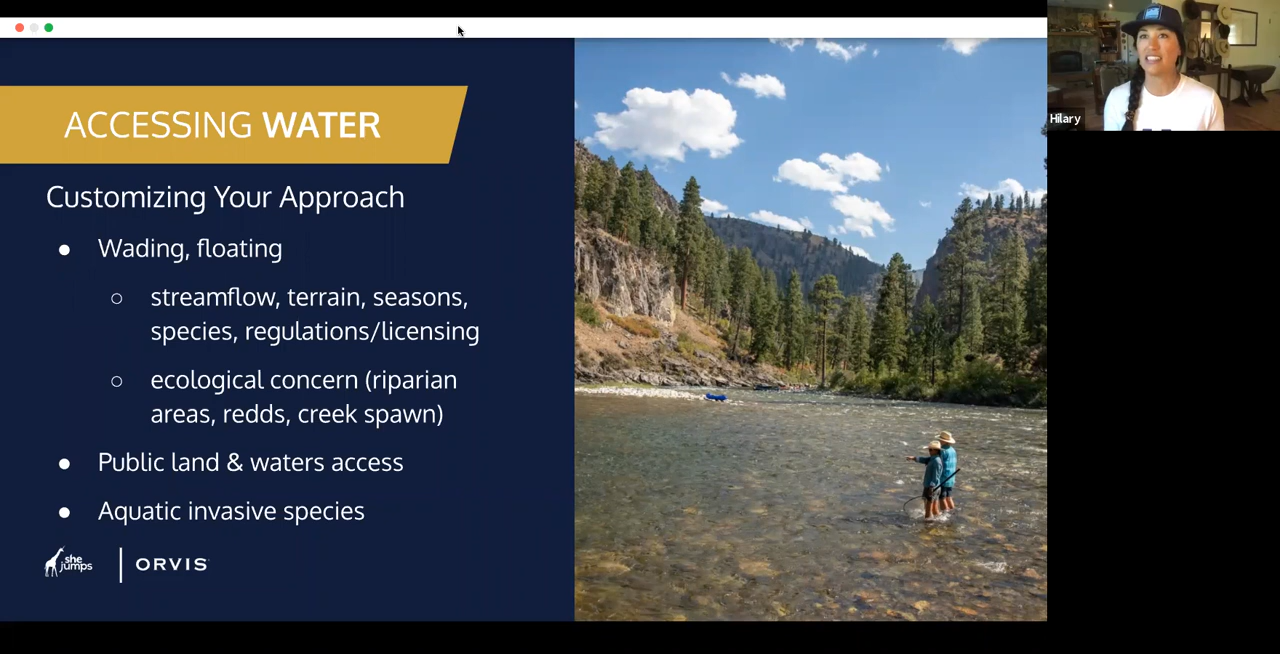 ACCESSING WATER
Customizing Your Approach
● Wading, floating
○ streamflow, terrain, seasons,
species, regulations/licensing
○ ecological concern (riparian
areas, redds, creek spawn)
● Public land & waters access
● Aquatic invasive species
she
jumps
ORVIS
Hilary